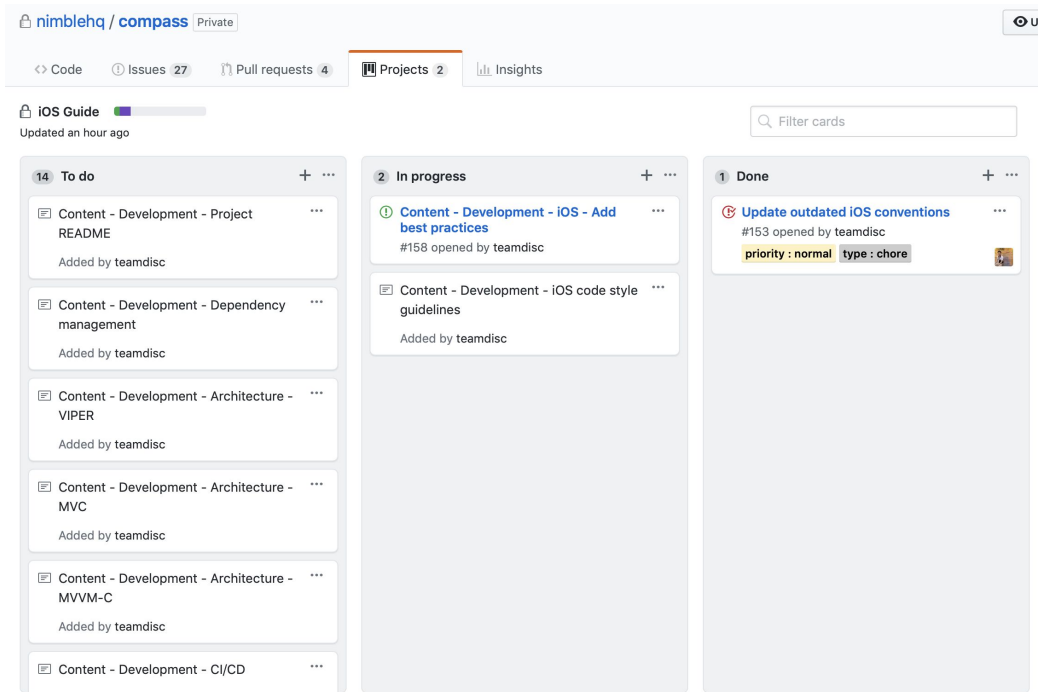 nimblehq / compass Private
U
Code Issues 27 Pull requests 4 Projects 2 Insights
iOS Guide
Updated an hour ago
Filter cards
14 To do
Content - Development - Project
README
Added by teamdisc
Content - Development - Dependency
management
Added by teamdisc
Content - Development - Architecture -
VIPER
Added by teamdisc
Content - Development - Architecture -
MVC
Added by teamdisc
Content - Development - Architecture -
MVVM-C
Added by teamdisc
Content - Development - CI/CD
2 In progress
Content - Development - iOS - Add
best practices
#158 opened by teamdisc
Content - Development - iOS code style
guidelines
Added by teamdisc
1 Done
Update outdated iOS conventions
#153 opened by teamdisc
priority : normal type : chore